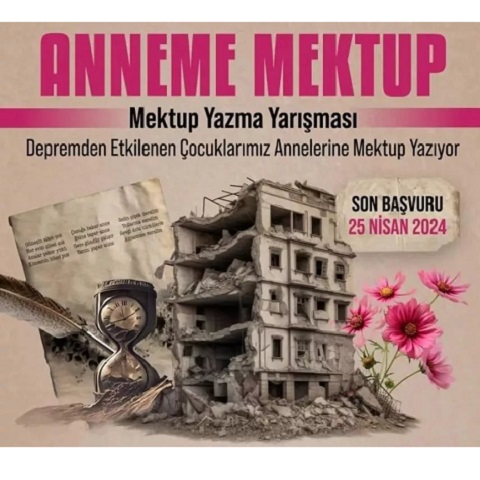 ANNEME MEKTUP
Mektup Yazma Yarışması
Depremden Etkilenen Çocuklarımız Annelerine Mektup Yazıyor
SON BAŞVURU
25 NİSAN 2024